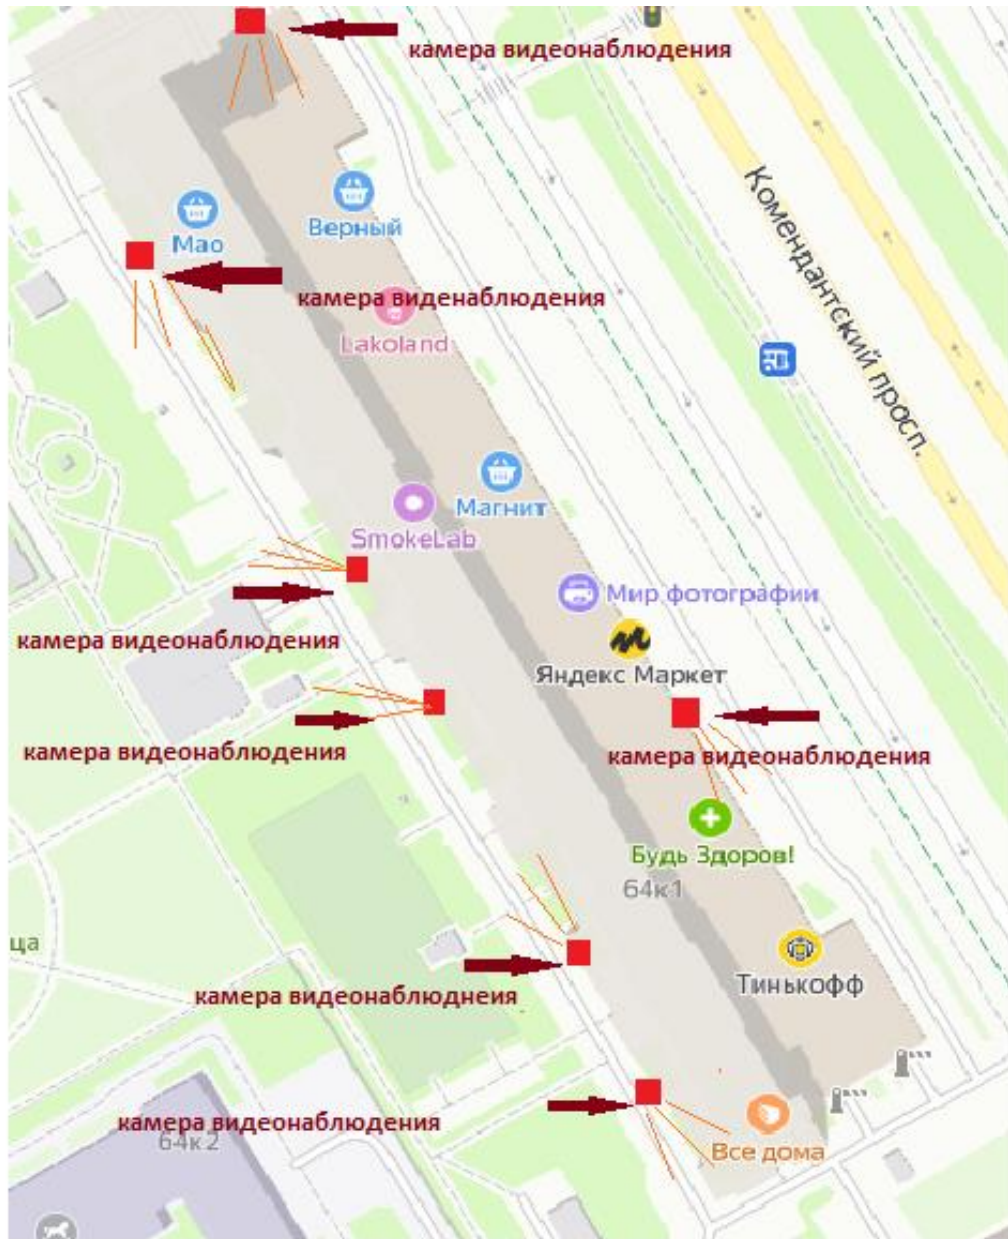 камера видеонаблюдения
Комендантский просп.
Верный
Мао
камера виденаблюдения
Lakoland
Магнит
SmokeLab
Мир фотографии
камера видеонаблюдения
Яндекс Маркет
камера видеонаблюдения
камера видеонаблюдения
Будь Здоров!
64к1
ца
Тинькофф
камера видеонаблюднеия
камера видеонаблюдения
64к2
Все дома